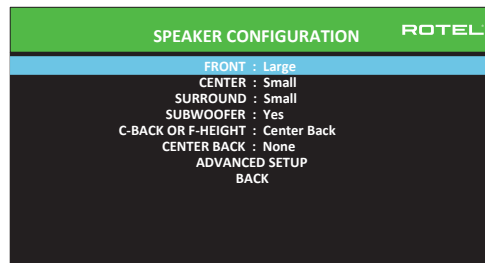 SPEAKER CONFIGURATION ROTEL
FRONT : Large
CENTER : Small
SURROUND : Small
SUBWOOFER : Yes
C-BACK OR F-HEIGHT : Center Back
CENTER BACK : None
ADVANCED SETUP
BACK